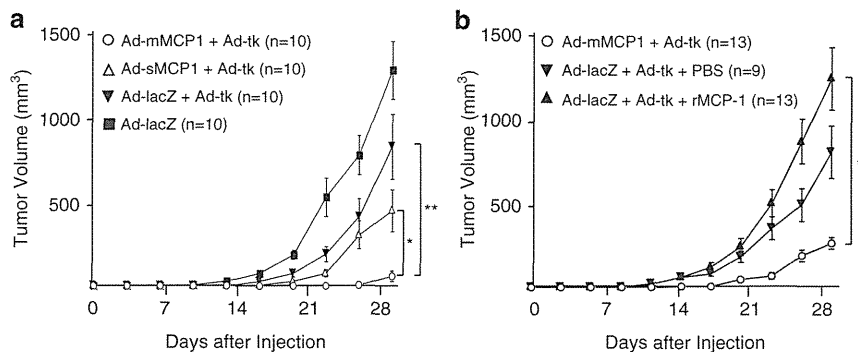 a
1500
1000
500
Tumor Volume (mm³)
Ad-mMCP1 + Ad-tk (n=10)
Ad-sMCP1 + Ad-tk (n=10)
Ad-lacZ + Ad-tk (n=10)
Ad-lacZ (n=10)
**
*
0 7 14 21 28
Days after Injection
b
1500
1000
500
Tumor Volume (mm³)
Ad-mMCP1 + Ad-tk (n=13)
Ad-lacZ + Ad-tk + PBS (n=9)
Ad-lacZ + Ad-tk + rMCP-1 (n=13)
0 7 14 21 28
Days after Injection